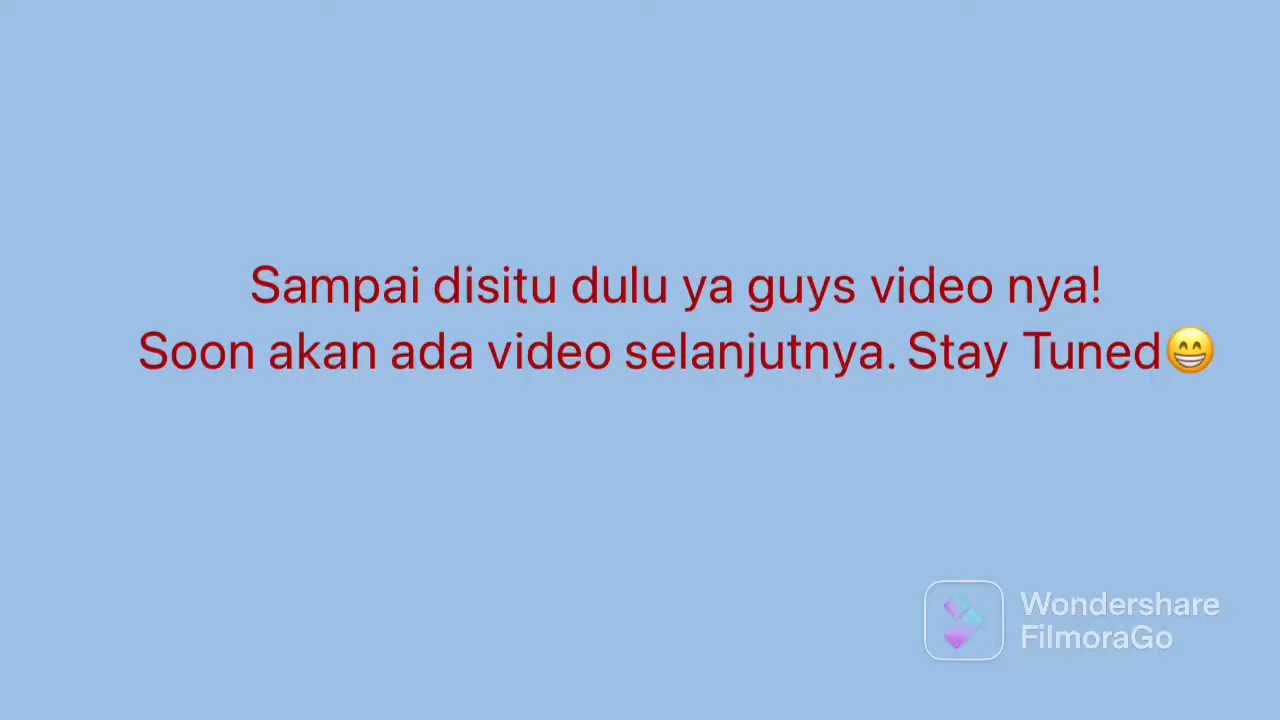 Sampai disitu dulu ya guys video nya!
Soon akan ada video selanjutnya. Stay Tuned😁
Wondershare
FilmoraGo